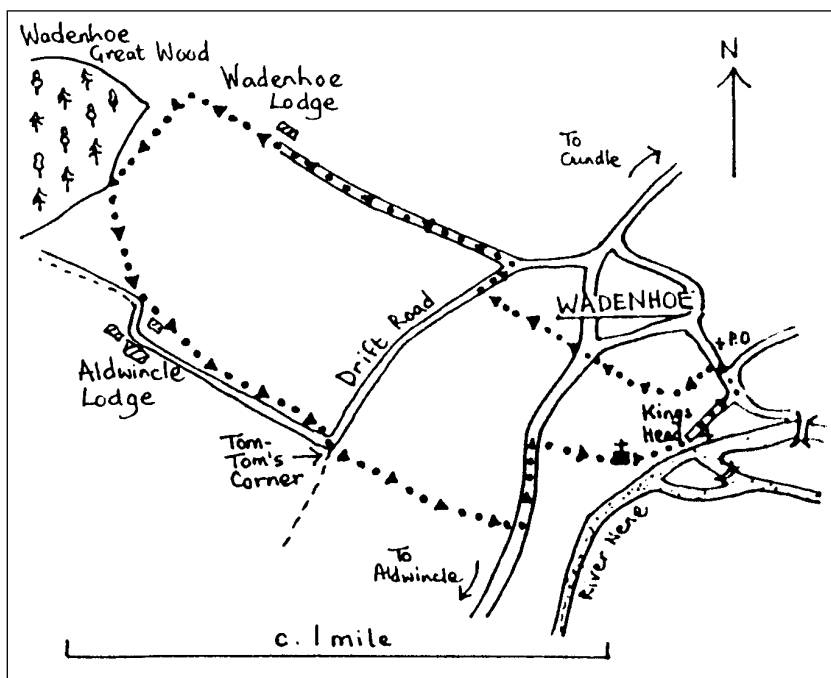 Wadenhoe
Great Wood
Wadenhoe
Lodge
N
To
Oundle
WADENHOE
Drift Road
P.O
Kings
Head
Aldwincle
Lodge
Tom-
Tom's
Corner
To
Aldwincle
River Nene
c. 1 mile